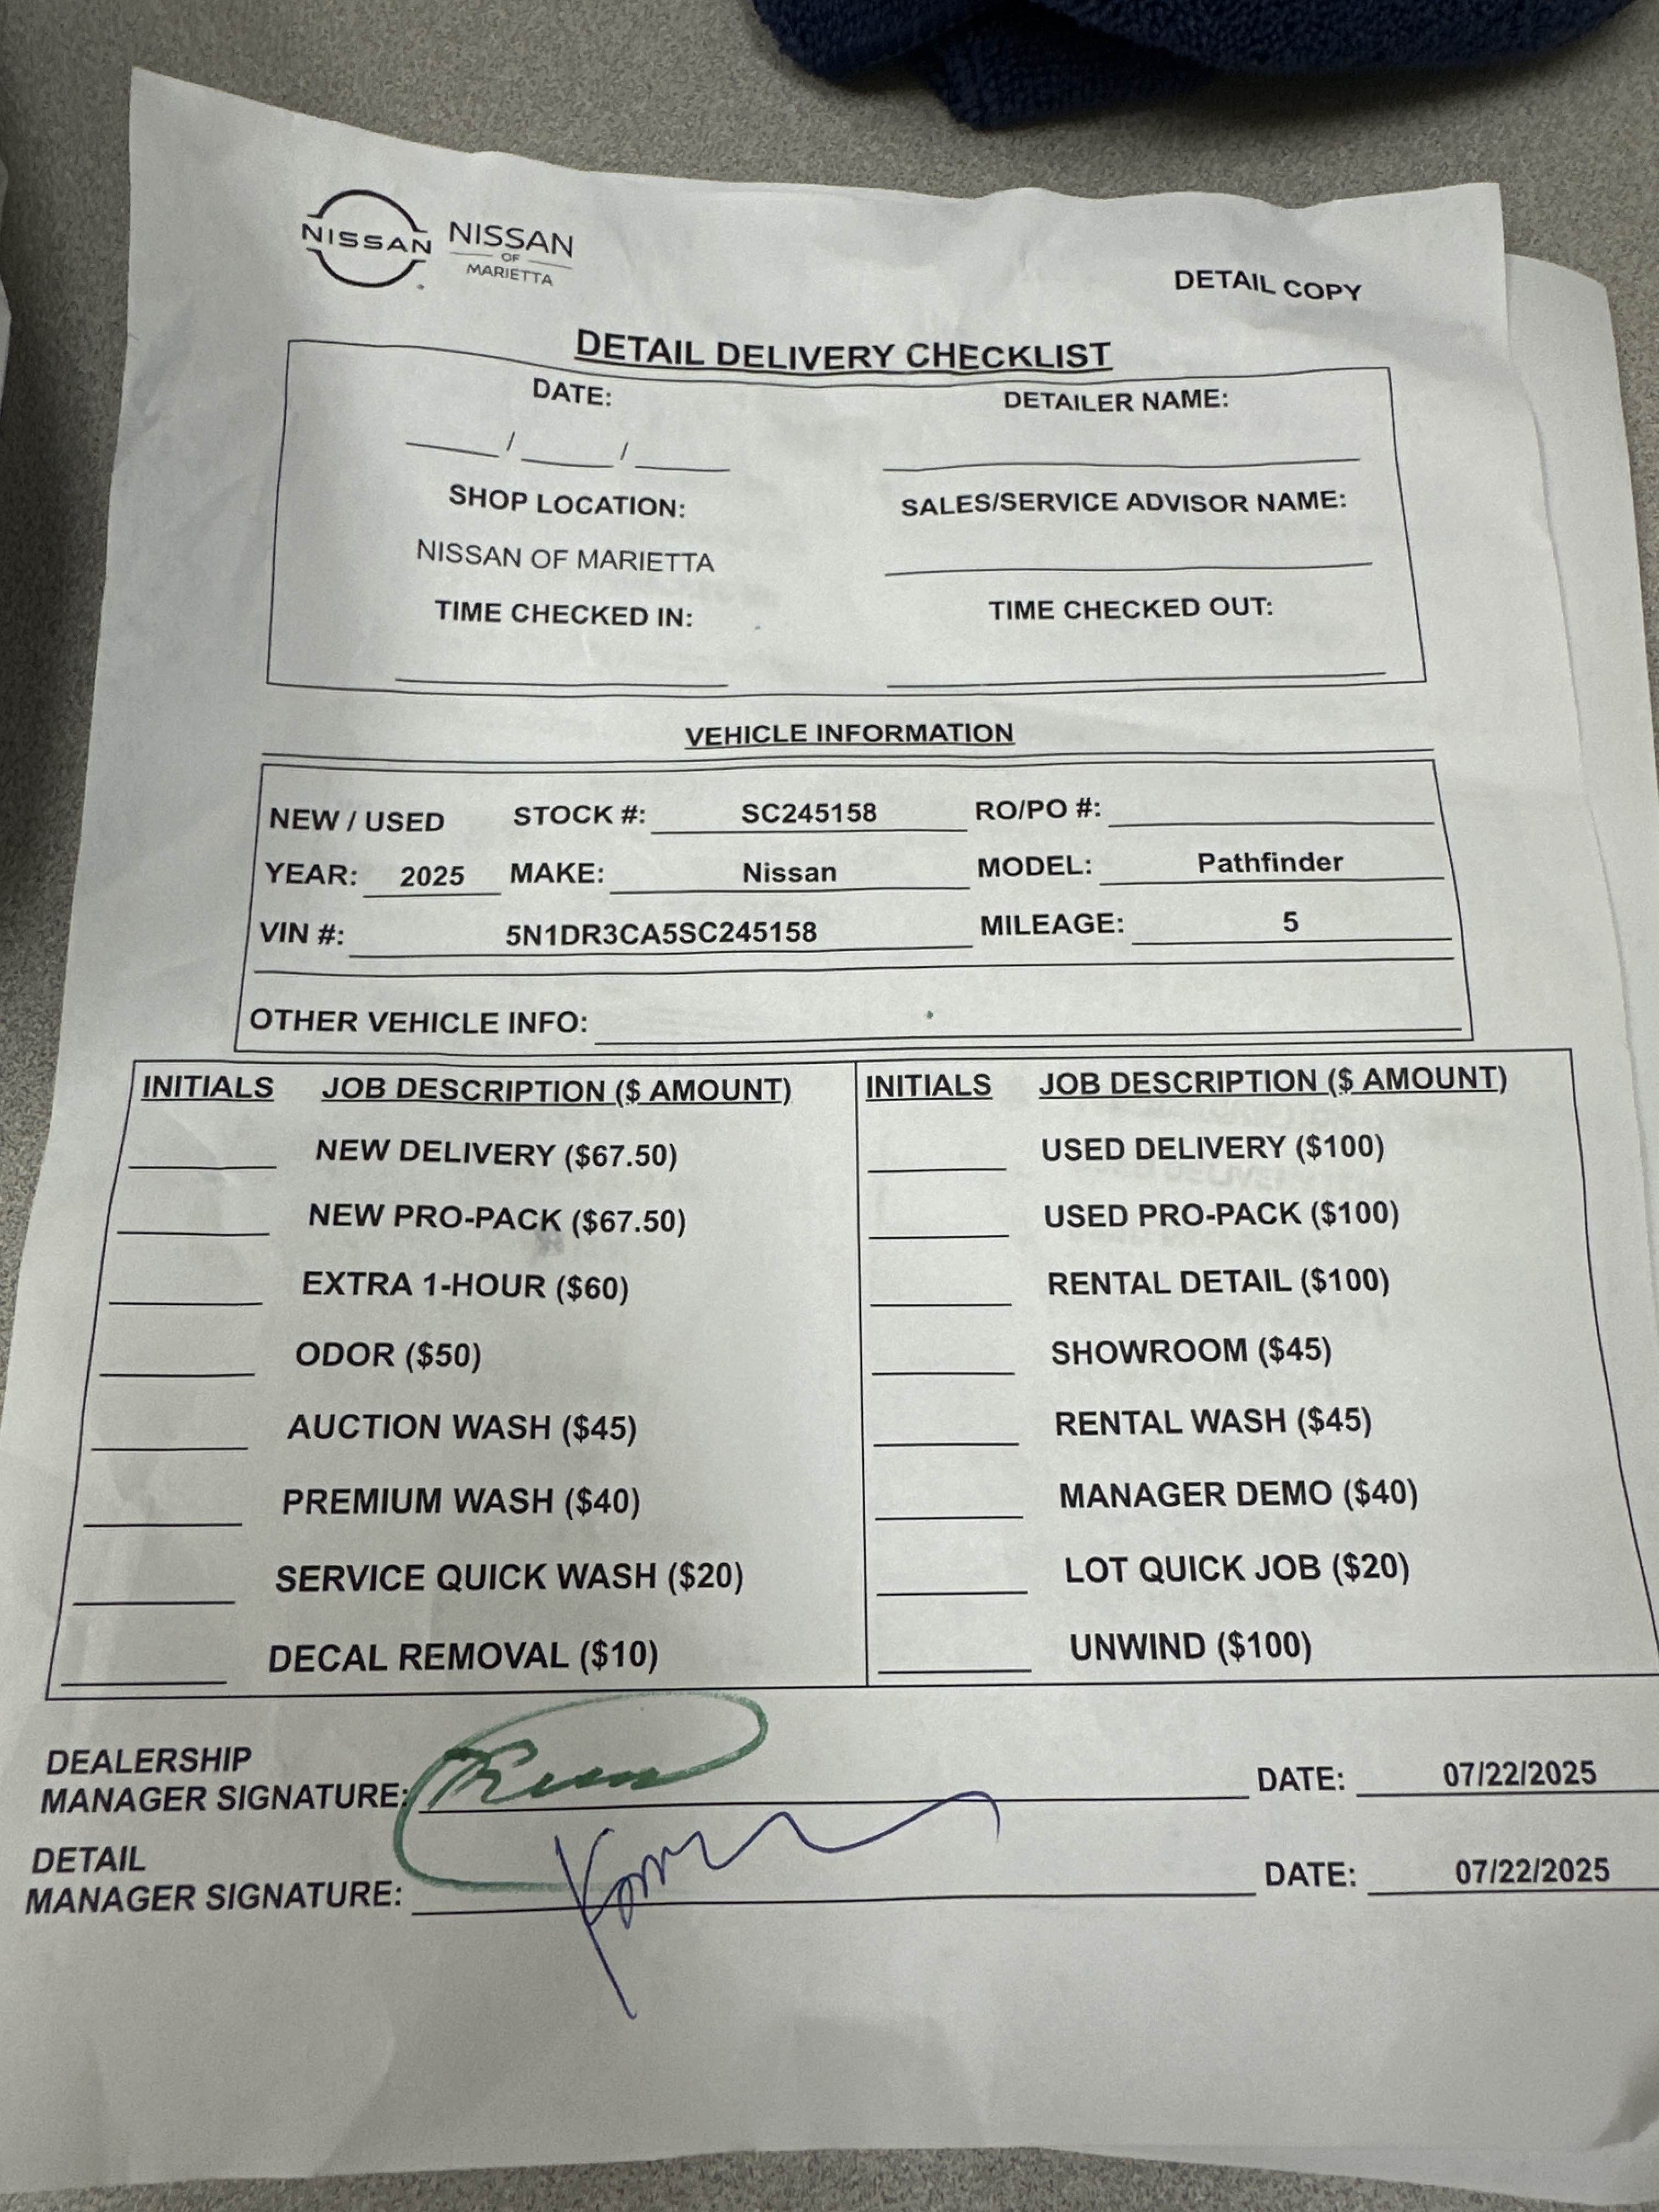 NISSAN NISSAN
OF
MARIETTA
DETAIL COPY
DETAIL DELIVERY CHECKLIST
DATE: DETAILER NAME:
____/____/____ ____
SHOP LOCATION: SALES/SERVICE ADVISOR NAME:
NISSAN OF MARIETTA
TIME CHECKED IN: TIME CHECKED OUT:
VEHICLE INFORMATION
NEW / USED STOCK #: SC245158 RO/PO #:
YEAR: 2025 MAKE: Nissan MODEL: Pathfinder
VIN #: 5N1DR3CA5SC245158 MILEAGE: 5
OTHER VEHICLE INFO:
INITIALS JOB DESCRIPTION ($ AMOUNT) INITIALS JOB DESCRIPTION ($ AMOUNT)
NEW DELIVERY ($67.50) USED DELIVERY ($100)
NEW PRO-PACK ($67.50) USED PRO-PACK ($100)
EXTRA 1-HOUR ($60) RENTAL DETAIL ($100)
ODOR ($50) SHOWROOM ($45)
AUCTION WASH ($45) RENTAL WASH ($45)
PREMIUM WASH ($40) MANAGER DEMO ($40)
SERVICE QUICK WASH ($20) LOT QUICK JOB ($20)
DECAL REMOVAL ($10) UNWIND ($100)
DEALERSHIP
MANAGER SIGNATURE: DATE: 07/22/2025
DETAIL
MANAGER SIGNATURE: DATE: 07/22/2025